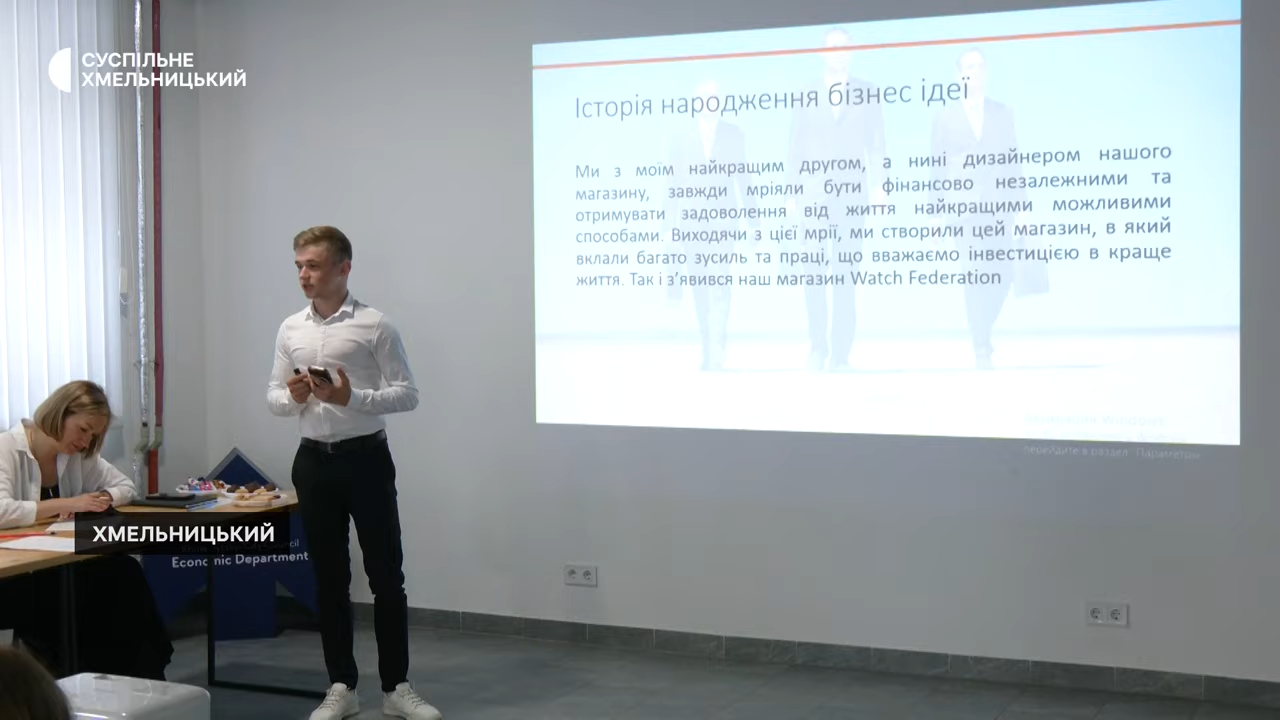 СУСПІЛЬНЕ
ХМЕЛЬНИЦЬКИЙ
Історія народження бізнес ідеї
Ми з моїм найкращим другом, а нині дизайнером нашого
магазину, завжди мріяли бути фінансово незалежними та
отримувати задоволення від життя найкращими можливими
способами. Виходячи з цієї мрії, ми створили цей магазин, в який
вклали багато зусиль та праці, що вважаємо інвестицією в краще
життя. Так і з’явився наш магазин Watch Federation
перейдите в раздел "Параметры
ХМЕЛЬНИЦЬКИЙ
Economic Department